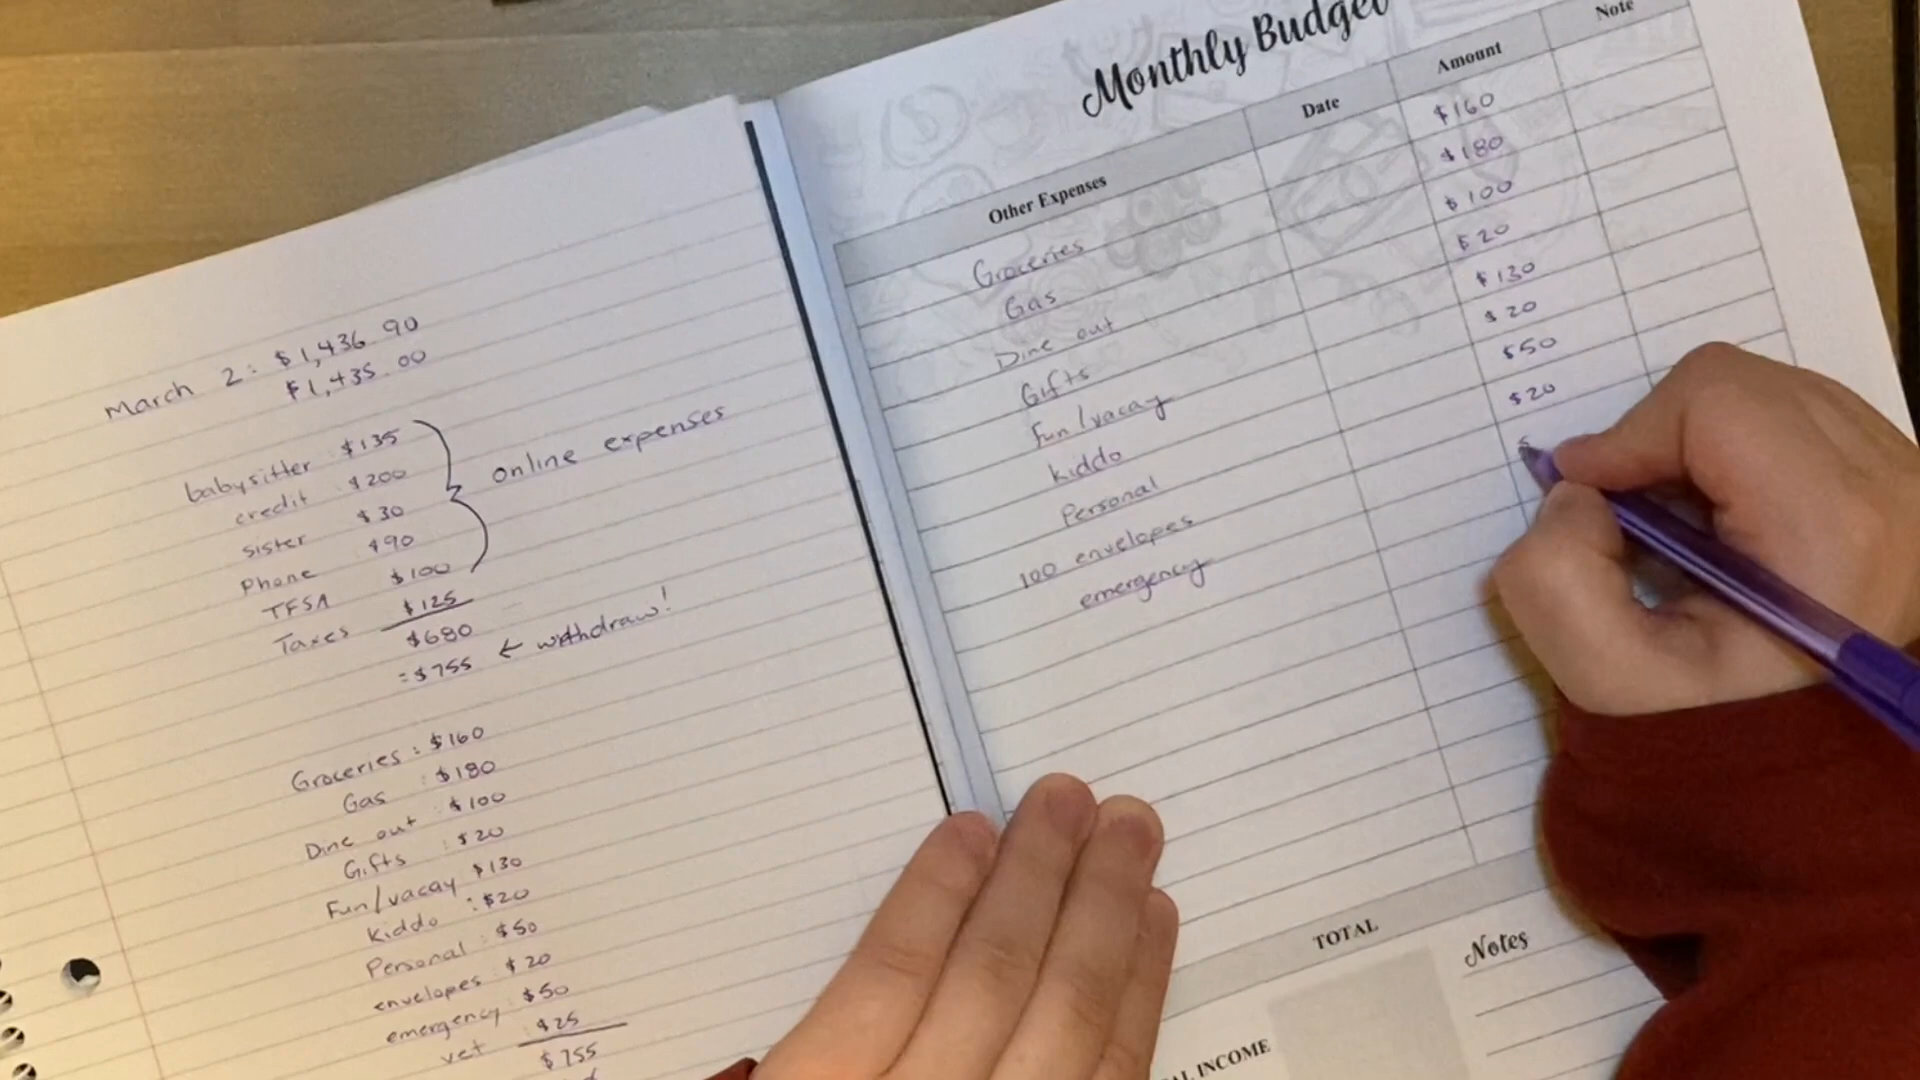 March 2: $1,436.90
$1,435.00
babysitter $135
credit $200
sister $30
Phone $90
TFSA $100
Taxes $125
online expenses
$680
= $755 ← withdraw!
Groceries: $160
Gas : $180
Dine out : $100
Gifts : $20
Fun/vacay $130
kiddo : $20
Personal : $50
envelopes $20
emergency $50
vet $25
$755
Monthly Budget
Other Expenses Date Amount Note
Groceries $160
Gas $180
Dine out $100
Gifts $20
Fun/vacay $130
kiddo $20
Personal $50
100 envelopes $20
emergency
TOTAL
Notes
INCOME